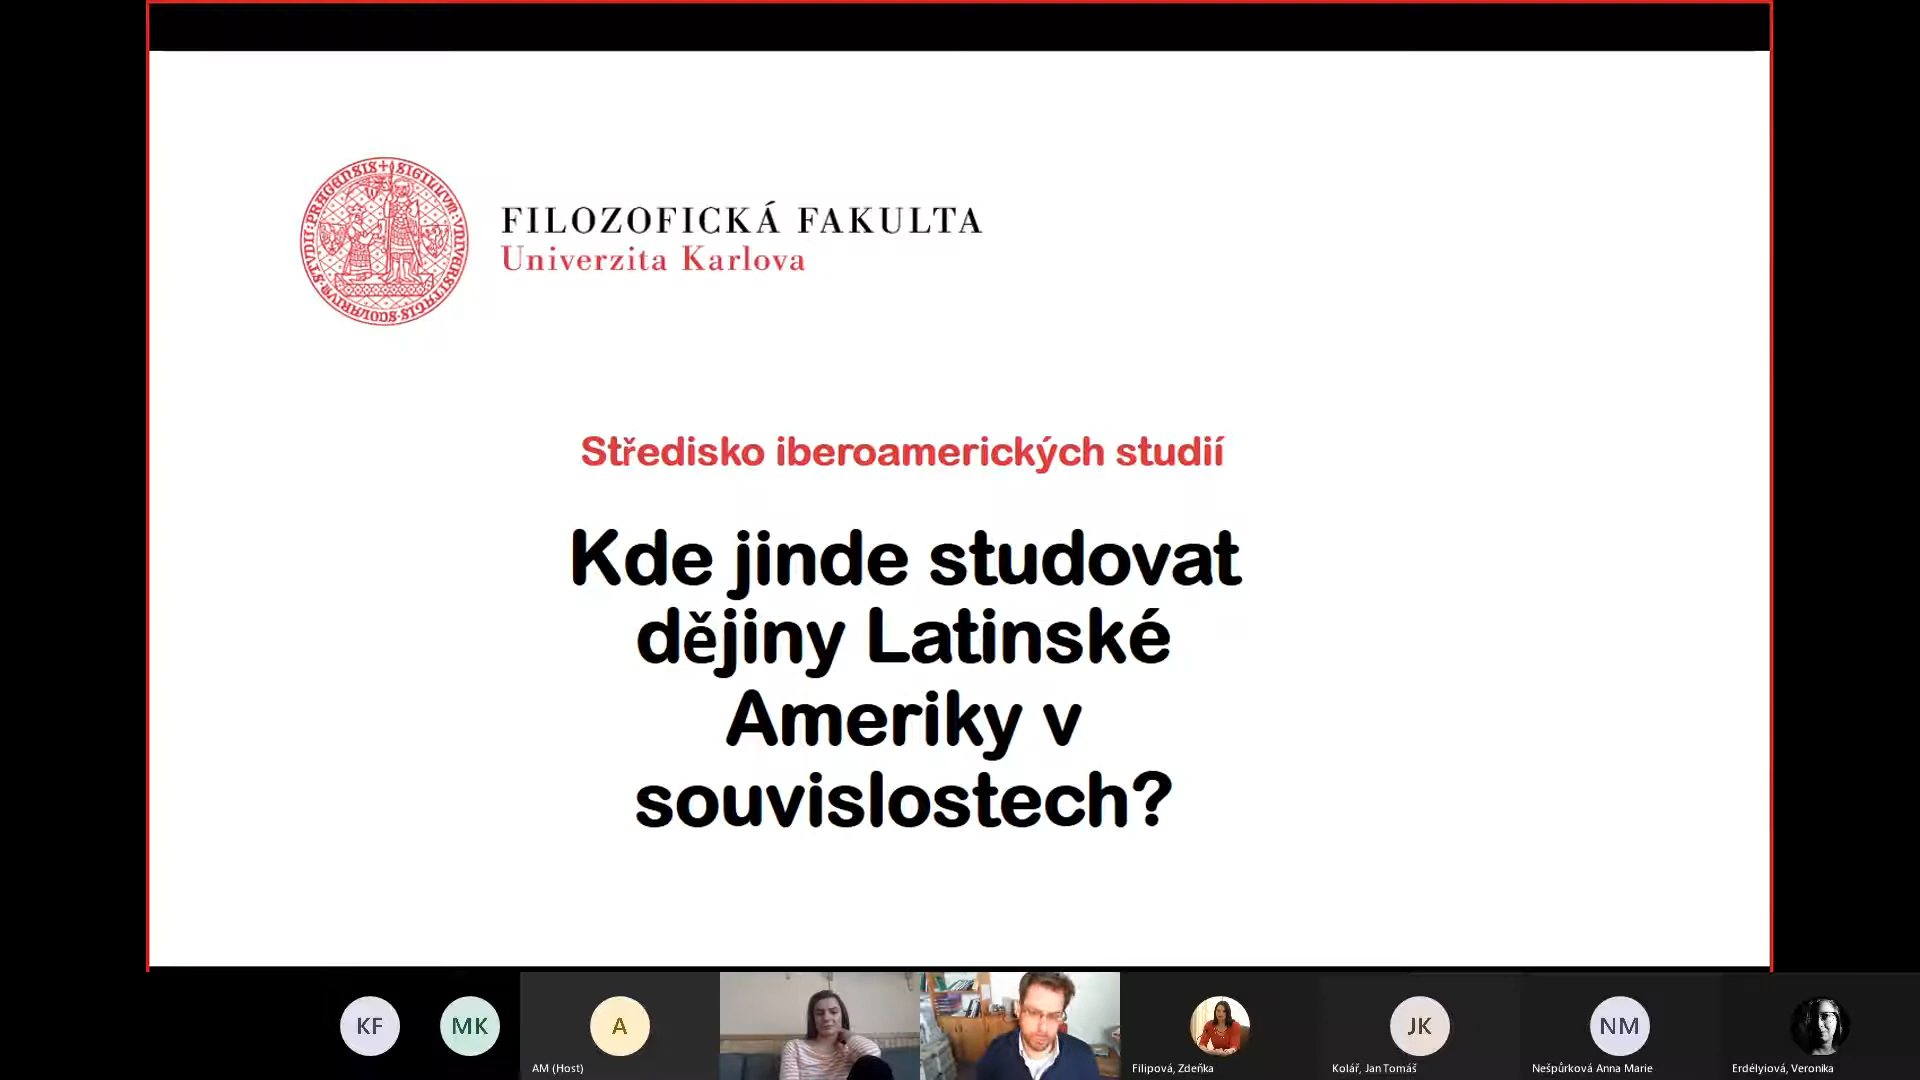 FILOZOFICKÁ FAKULTA
Univerzita Karlova
Středisko iberoamerických studií
Kde jinde studovat
dějiny Latinské
Ameriky v
souvislostech?
KF
MK
A
JK
NM
AM (Host)
Filipová, Zdeňka
Kolář, Jan Tomáš
Nešpůrková Anna Marie
Erdélyiová, Veronika